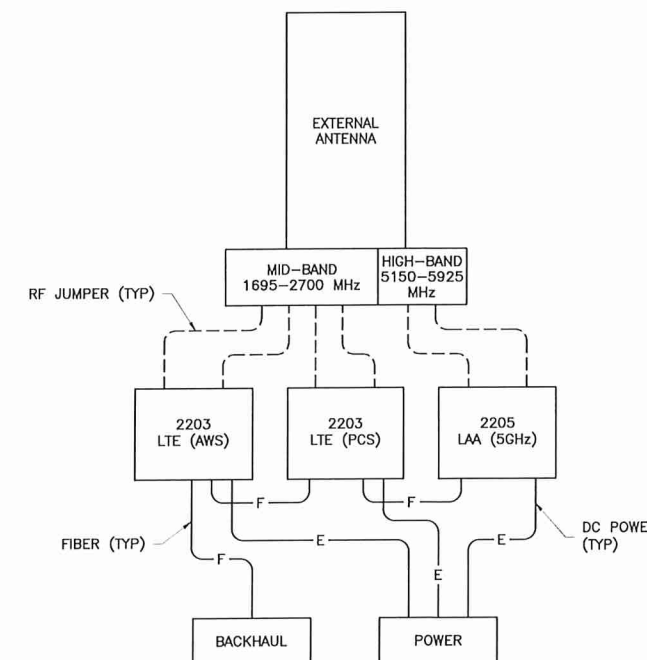 EXTERNAL
ANTENNA
MID-BAND
1695-2700 MHz
HIGH-BAND
5150-5925
MHz
RF JUMPER (TYP)
2203
LTE (AWS)
2203
LTE (PCS)
2205
LAA (5GHz)
F
F
FIBER (TYP)
F
E
E
E
DC POWER
(TYP)
BACKHAUL
POWER